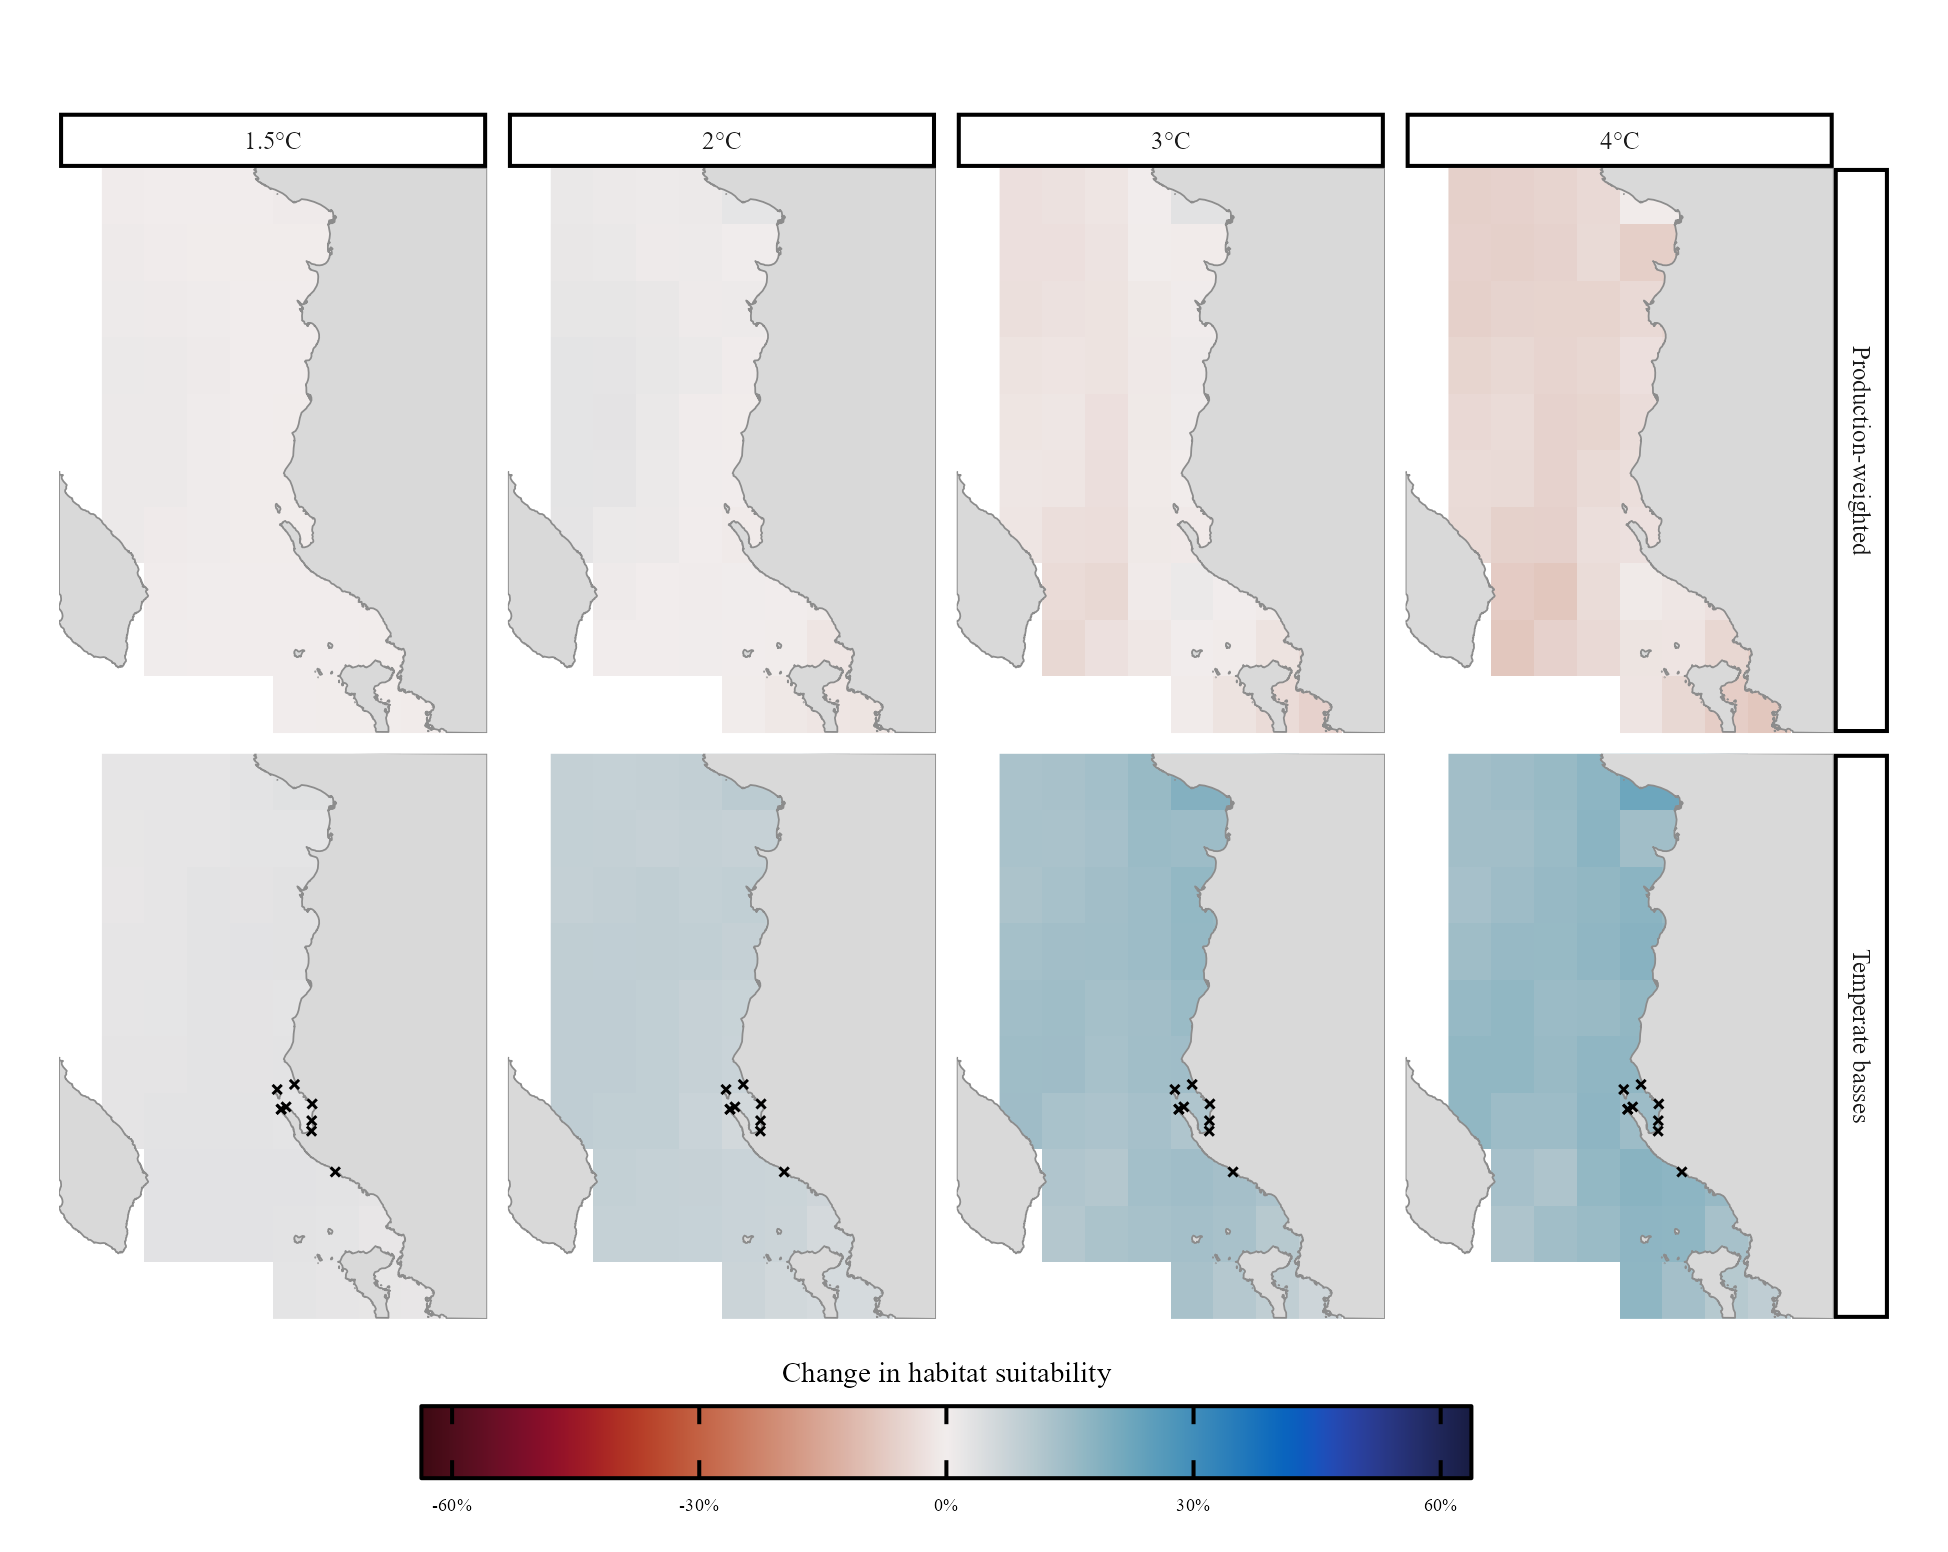 1.5°C
2°C
3°C
4°C
Production-weighted
Temperate basses
Change in habitat suitability
-60%
-30%
0%
30%
60%